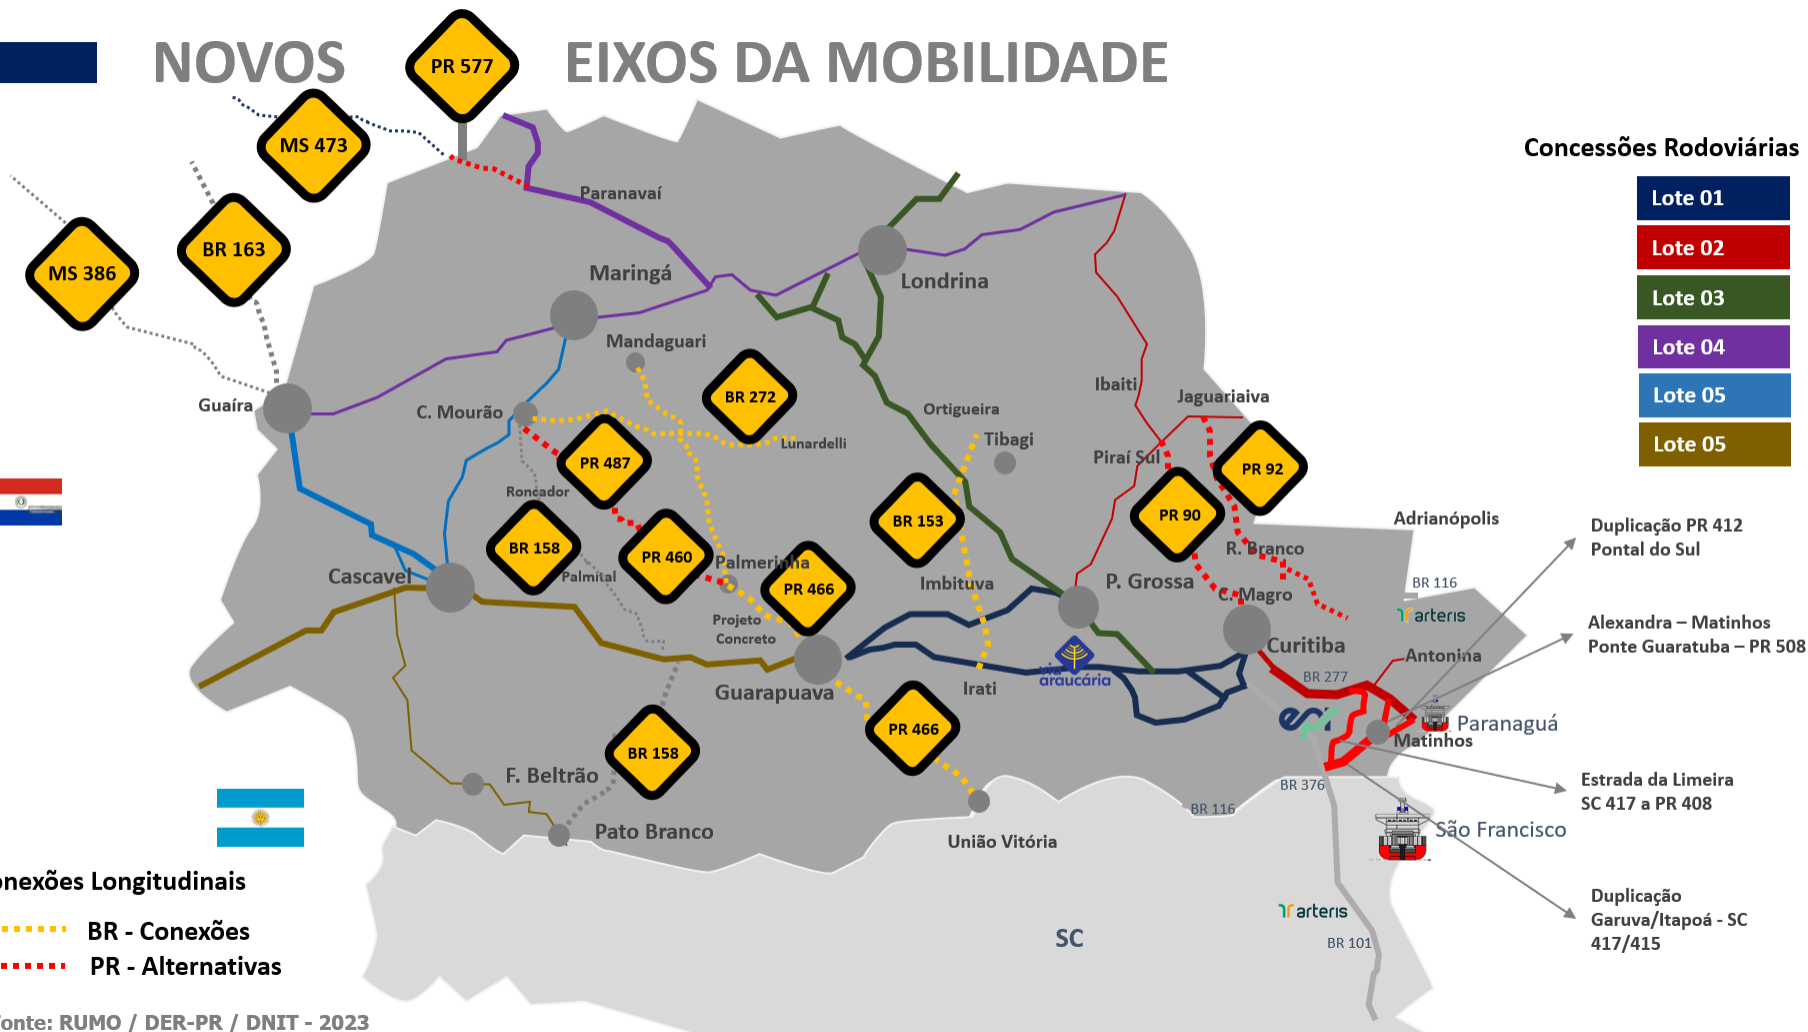 NOVOS
EIXOS DA MOBILIDADE
PR 577
MS 473
BR 163
MS 386
Concessões Rodoviárias
Lote 01
Lote 02
Lote 03
Lote 04
Lote 05
Lote 05
Paranavaí
Maringá
Londrina
Mandaguari
Guaíra
C. Mourão
BR 272
Lunardelli
Ibaiti
Jaguariaiva
Ortigueira
Tibagi
Piraí Sul
PR 487
PR 92
Roncador
BR 153
PR 90
Adrianópolis
Duplicação PR 412
Pontal do Sul
BR 158
PR 460
R. Branco
Palmerinha
Palmital
Cascavel
PR 466
Imbituva
P. Grossa
C. Magro
BR 116
arteris
Projeto
Concreto
Alexandra – Matinhos
Ponte Guaratuba – PR 508
Curitiba
Antonina
via
araucária
BR 277
Guarapuava
Irati
Paranaguá
PR 466
Matinhos
BR 158
F. Beltrão
BR 376
Estrada da Limeira
SC 417 a PR 408
BR 116
Pato Branco
União Vitória
São Francisco
onexões Longitudinais
BR - Conexões
PR - Alternativas
arteris
SC
BR 101
Duplicação
Garuva/Itapoá - SC
417/415
Fonte: RUMO / DER-PR / DNIT - 2023